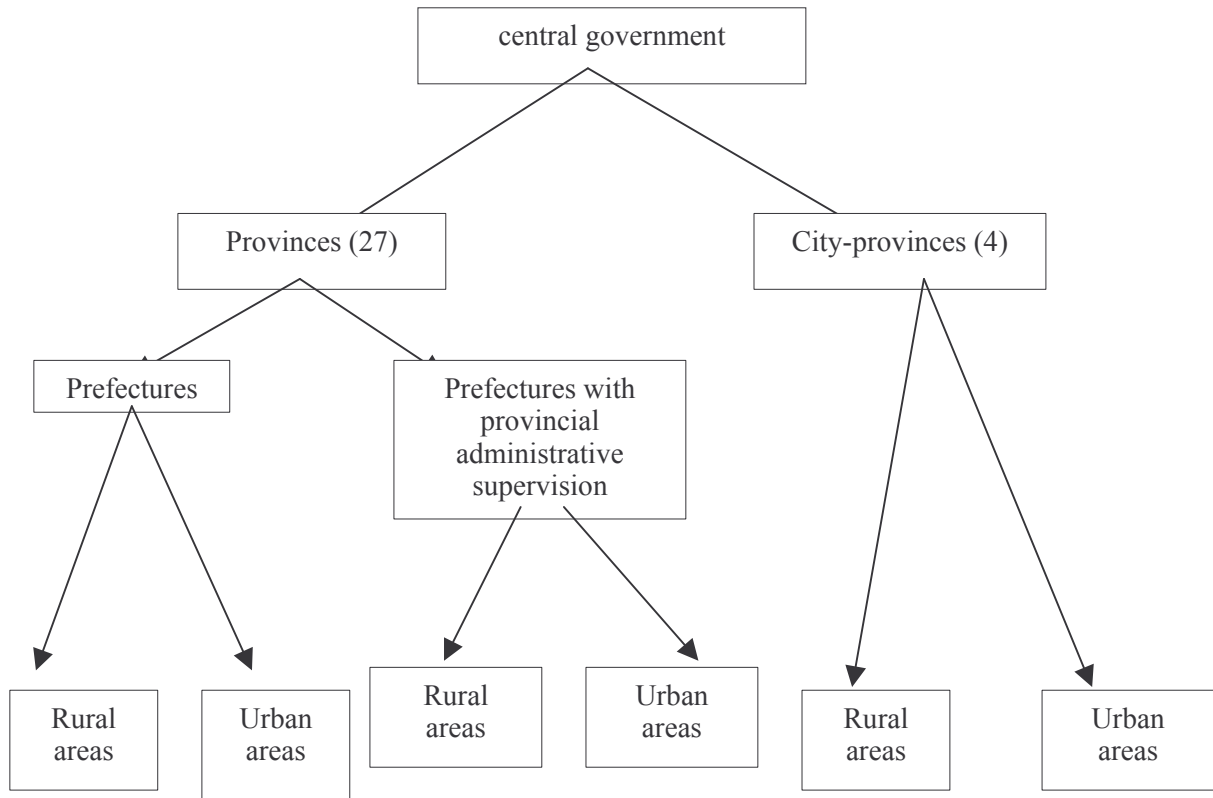 central government
Provinces (27)
City-provinces (4)
Prefectures
Prefectures with
provincial
administrative
supervision
Rural
areas
Urban
areas
Rural
areas
Urban
areas
Rural
areas
Urban
areas